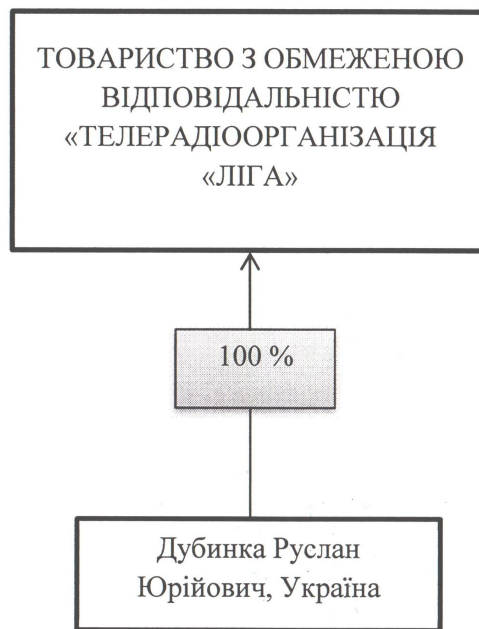 ТОВАРИСТВО З ОБМЕЖЕНОЮ
ВІДПОВІДАЛЬНІСТЮ
«ТЕЛЕРАДІООРГАНІЗАЦІЯ
«ЛІГА»
100 %
Дубинка Руслан
Юрійович, Україна